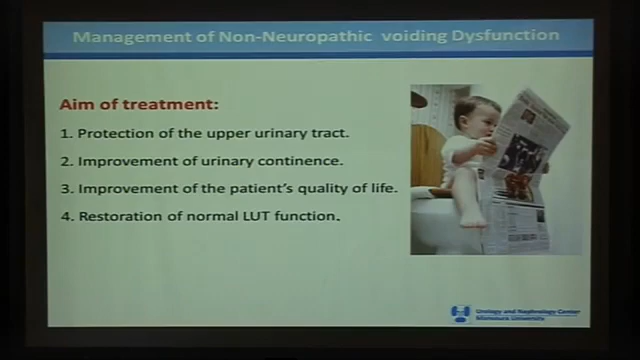 Management of Non-Neuropathic voiding Dysfunction
Aim of treatment:
1. Protection of the upper urinary tract.
2. Improvement of urinary continence.
3. Improvement of the patient's quality of life.
4. Restoration of normal LUT function.
Urology and Nephrology Center
Mansoura University